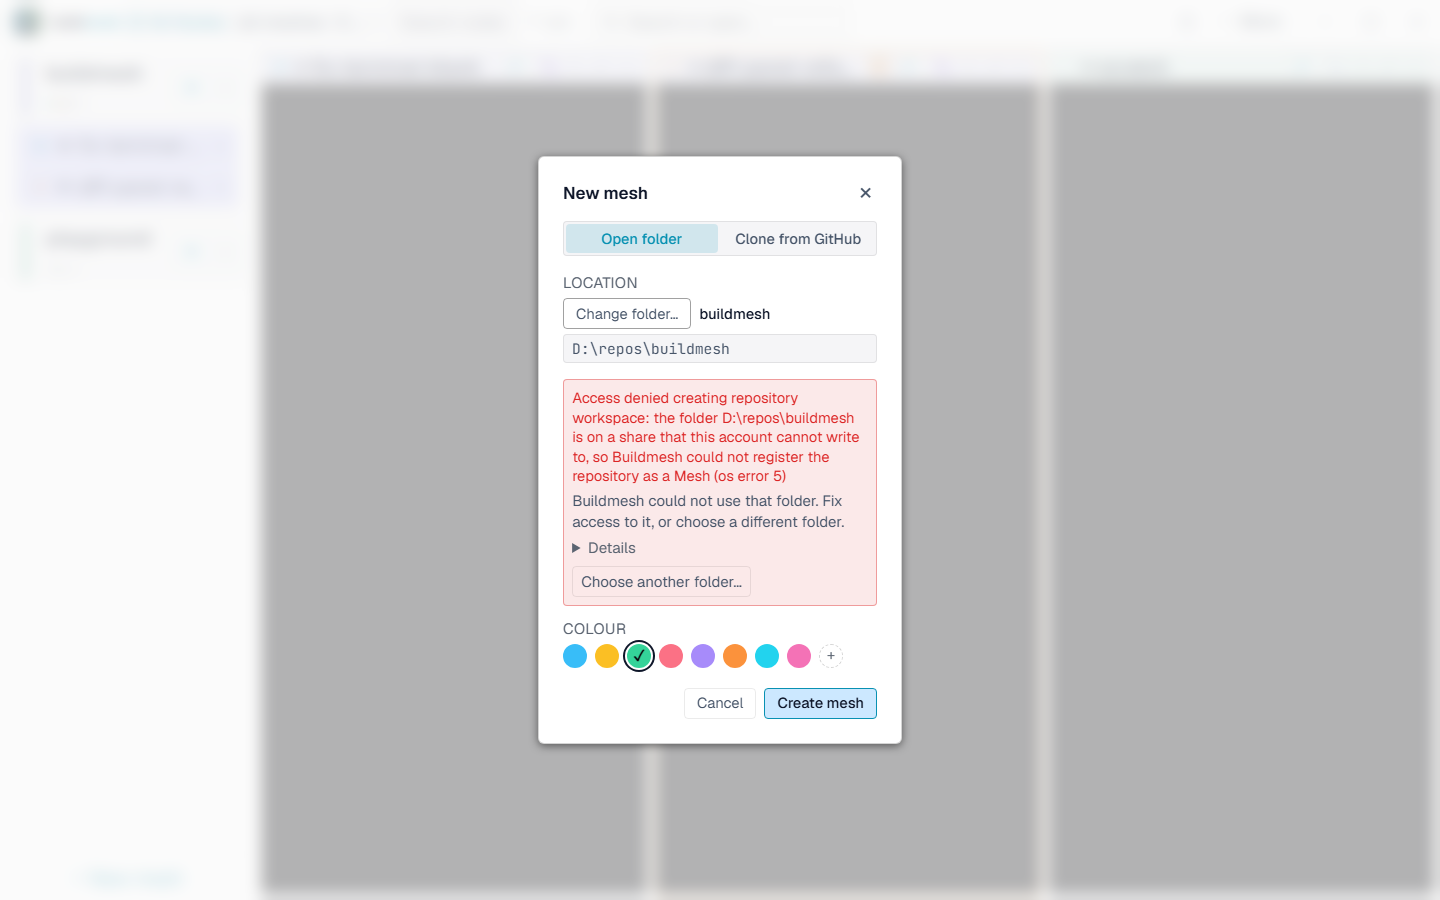 New mesh
✕
Open folder
Clone from GitHub
LOCATION
Change folder…
buildmesh
D:\repos\buildmesh
Access denied creating repository
workspace: the folder D:\repos\buildmesh
is on a share that this account cannot write
to, so Buildmesh could not register the
repository as a Mesh (os error 5)
Buildmesh could not use that folder. Fix
access to it, or choose a different folder.
▶ Details
Choose another folder…
COLOUR
+
Cancel
Create mesh